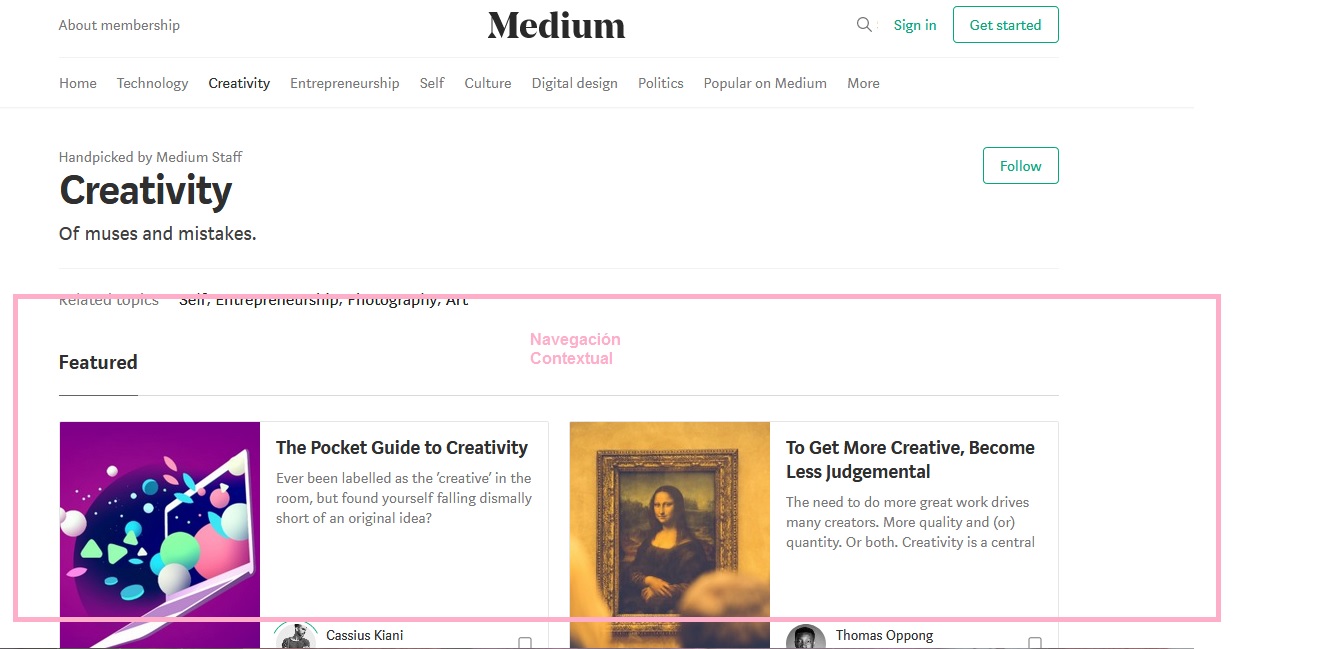 About membership
Medium
Sign in
Get started
Home Technology Creativity Entrepreneurship Self Culture Digital design Politics Popular on Medium More
Handpicked by Medium Staff
Follow
Creativity
Of muses and mistakes.
Related topics Self, Entrepreneurship, Photography, Art
Navegación
Contextual
Featured
The Pocket Guide to Creativity
Ever been labelled as the ‘creative’ in the
room, but found yourself falling dismally
short of an original idea?
Cassius Kiani
To Get More Creative, Become
Less Judgemental
The need to do more great work drives
many creators. More quality and (or)
quantity. Or both. Creativity is a central
Thomas Oppong